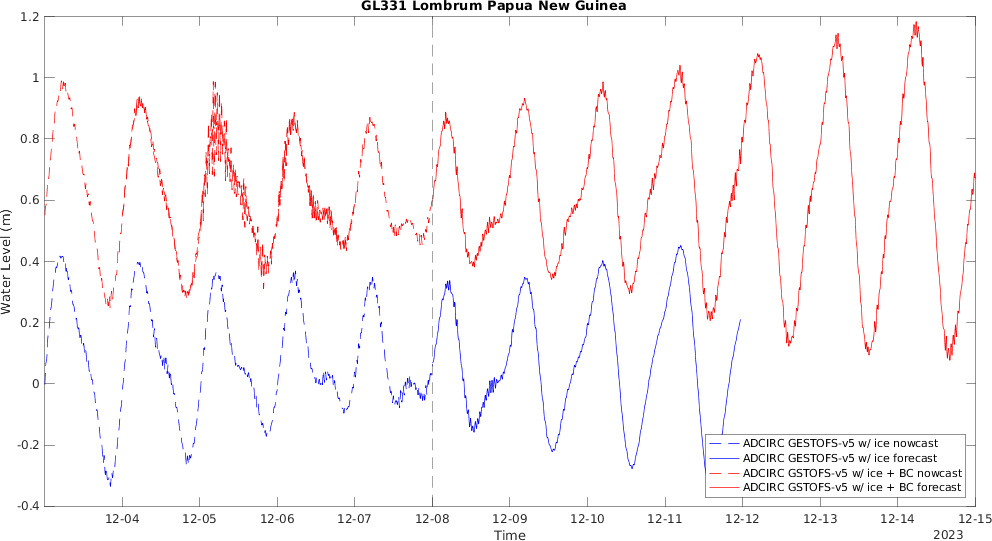 GL331 Lombrum Papua New Guinea
1.2
1
0.8
0.6
0.4
0.2
0
-0.2
-0.4
Water Level (m)
ADCIRC GESTOFS-v5 w/ ice nowcast
ADCIRC GESTOFS-v5 w/ ice forecast
ADCIRC GSTOFS-v5 w/ ice + BC nowcast
ADCIRC GSTOFS-v5 w/ ice + BC forecast
12-04 12-05 12-06 12-07 12-08 12-09 12-10 12-11 12-12 12-13 12-14 12-15
Time
2023